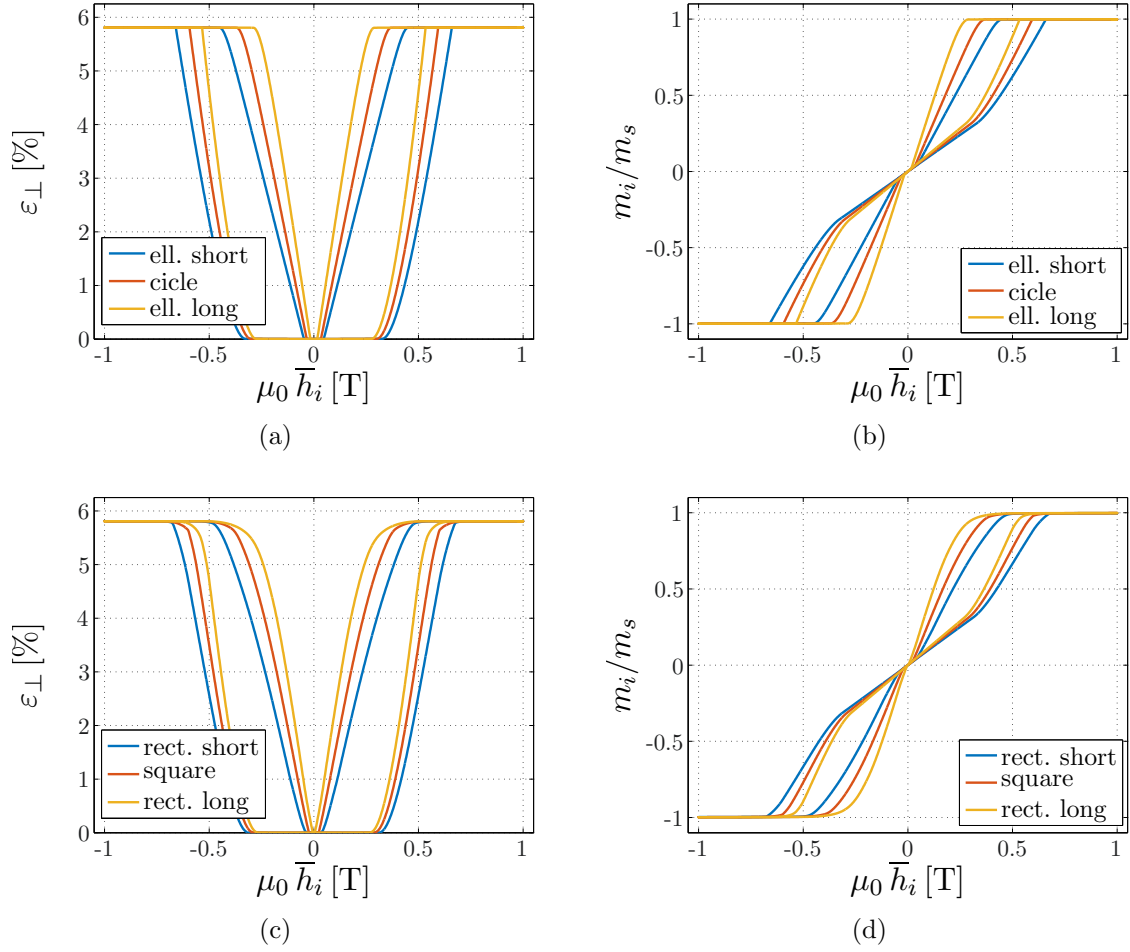 6
5
4
3
2
1
0
ε⊥ [%]
ell. short
cicle
ell. long
-1
-0.5
0
0.5
1
μ0 h̅i [T]
(a)
1
0.5
0
-0.5
-1
mi/ms
ell. short
cicle
ell. long
-1
-0.5
0
0.5
1
μ0 h̅i [T]
(b)
6
5
4
3
2
1
0
ε⊥ [%]
rect. short
square
rect. long
-1
-0.5
0
0.5
1
μ0 h̅i [T]
(c)
1
0.5
0
-0.5
-1
mi/ms
rect. short
square
rect. long
-1
-0.5
0
0.5
1
μ0 h̅i [T]
(d)